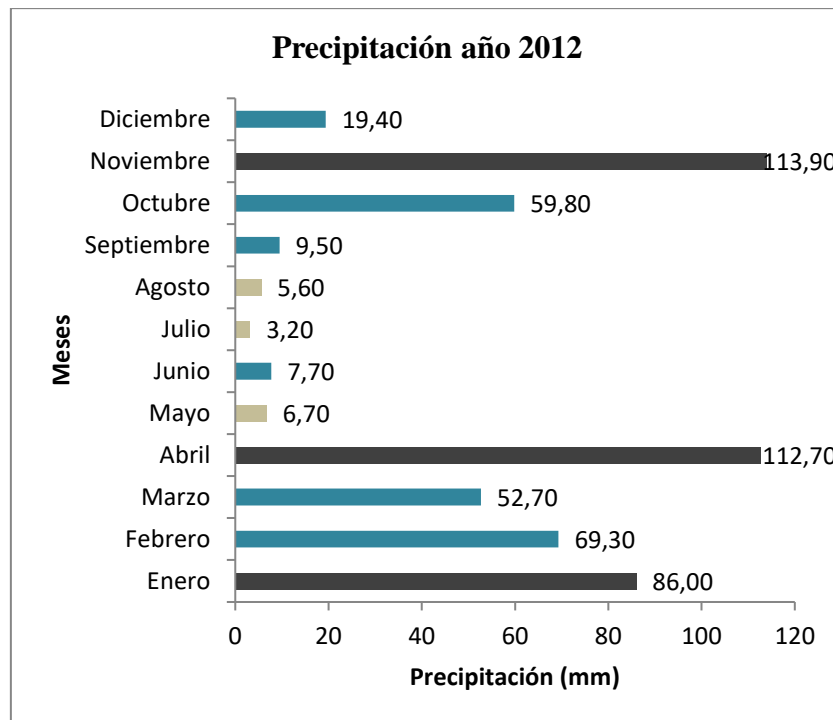 Precipitación año 2012
Diciembre 19,40
Noviembre 113,90
Octubre 59,80
Septiembre 9,50
Agosto 5,60
Julio 3,20
Junio 7,70
Mayo 6,70
Abril 112,70
Marzo 52,70
Febrero 69,30
Enero 86,00
Meses
0 20 40 60 80 100 120
Precipitación (mm)